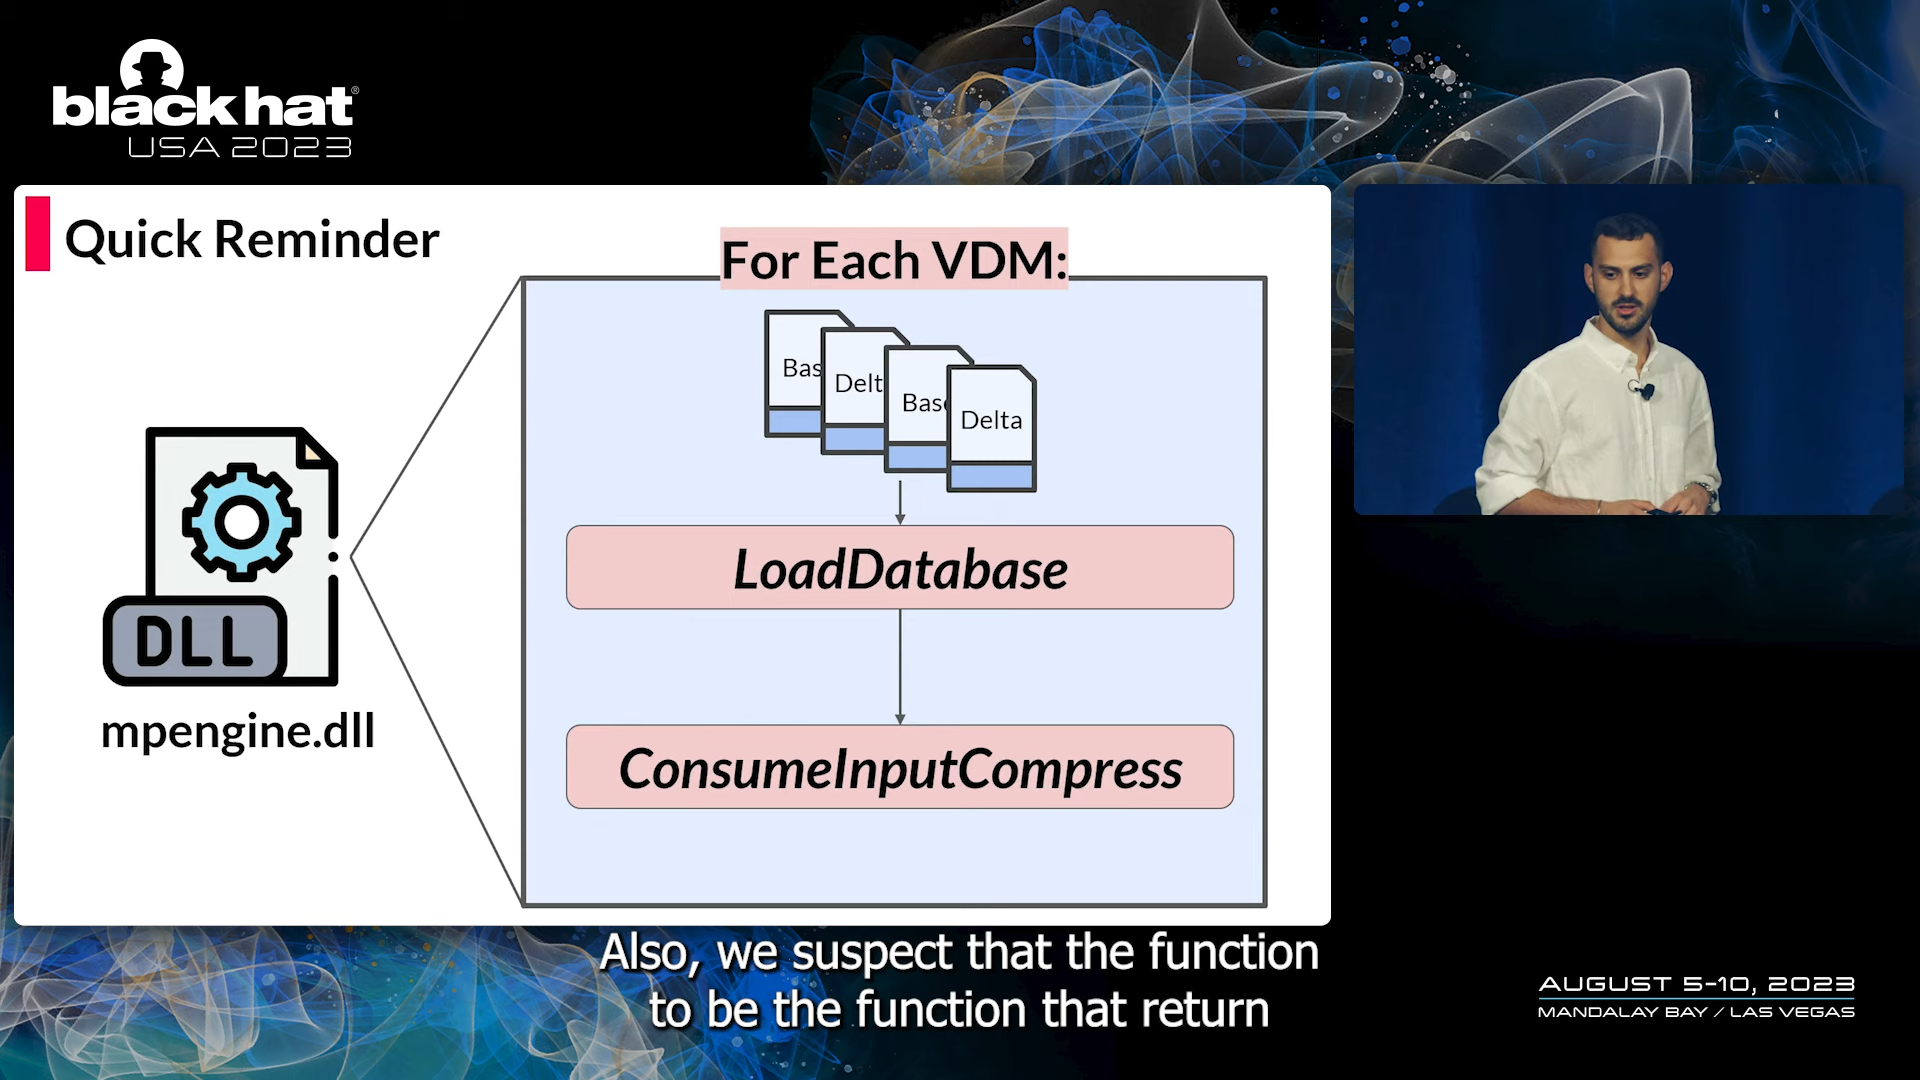 black hat®
USA 2023
Quick Reminder
For Each VDM:
Bas
Delt
Base
Delta
LoadDatabase
ConsumeInputCompress
DLL
mpengine.dll
Also, we suspect that the function
to be the function that return
AUGUST 5-10, 2023
MANDALAY BAY / LAS VEGAS